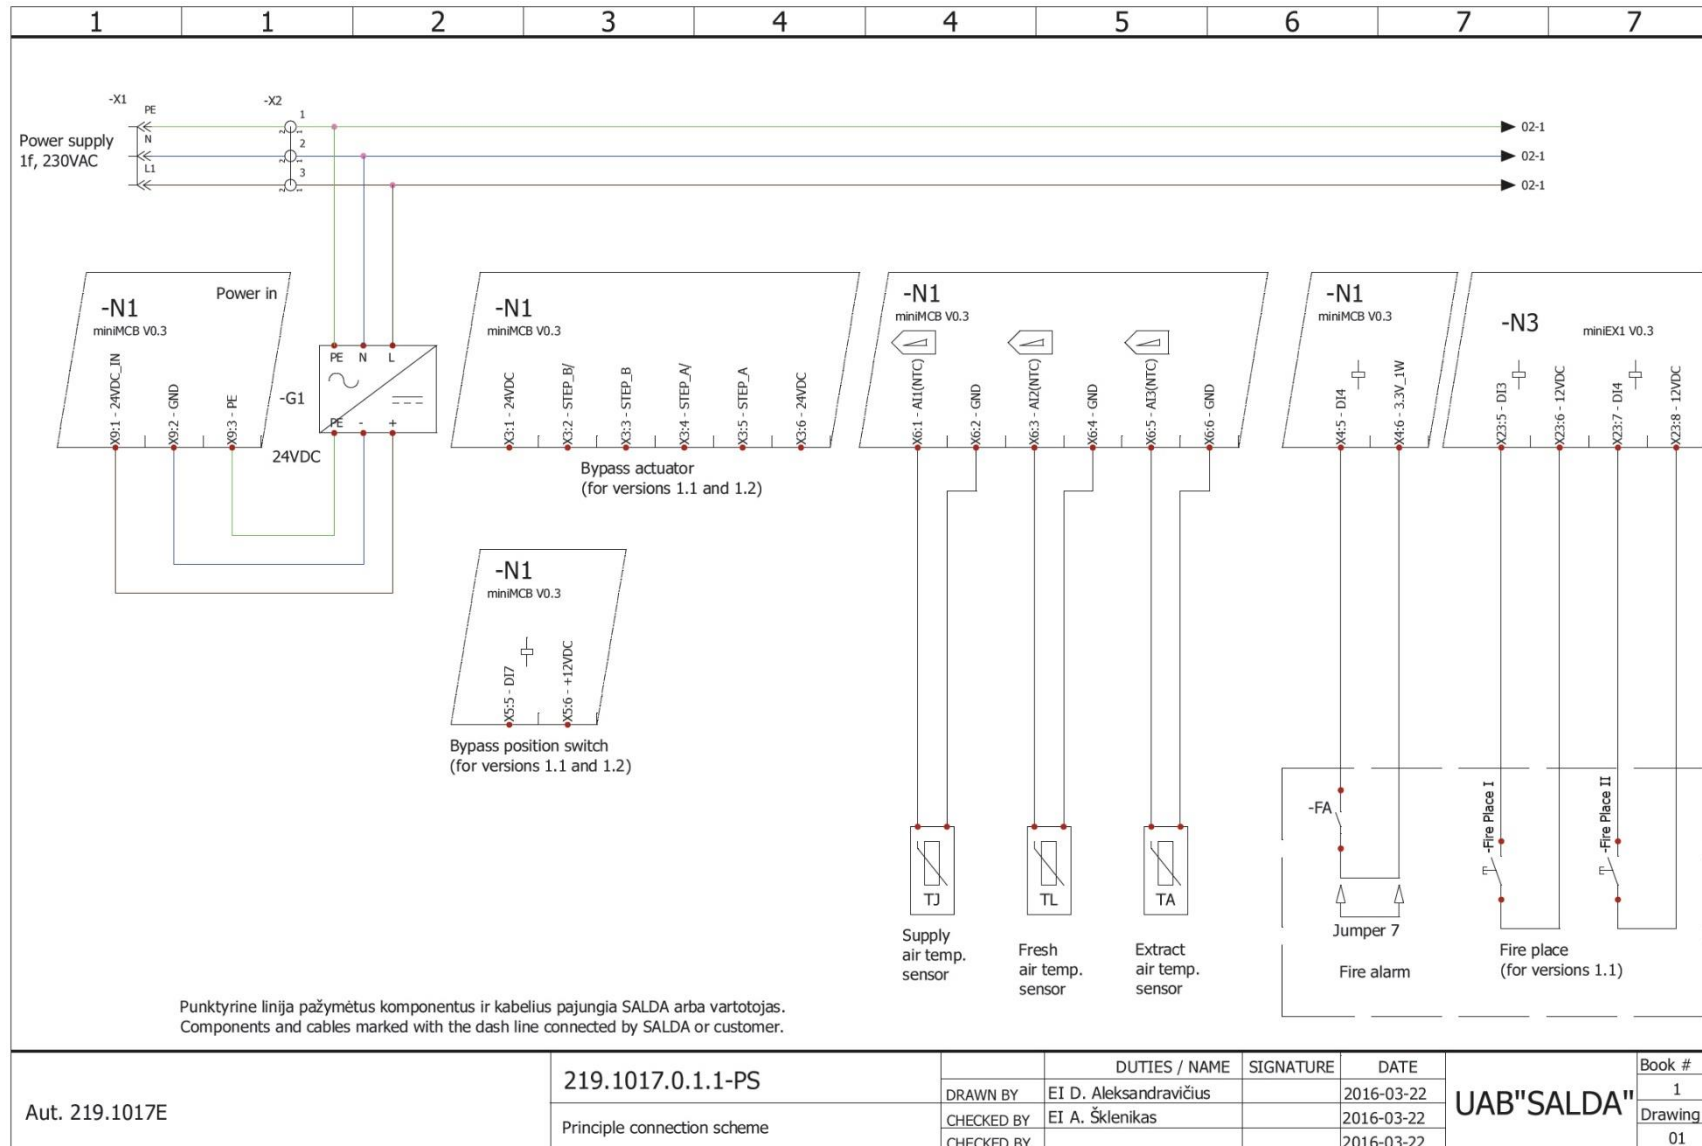 1 1 2 3 4 4 5 6 7 7
-X1
-X2
PE
1
Power supply
1f, 230VAC
N
2
L1
3
02-1
02-1
02-1
-N1
miniMCB V0.3
Power in
X9:1 - 24VDC_IN
X9:2 - GND
X9:3 - PE
-G1
PE N L
PE - +
24VDC
-N1
miniMCB V0.3
X3:1 - 24VDC
X3:2 - STEP_B/
X3:3 - STEP_B
X3:4 - STEP_A/
X3:5 - STEP_A
X3:6 - 24VDC
Bypass actuator
(for versions 1.1 and 1.2)
-N1
miniMCB V0.3
X5:5 - DI7
X5:6 - +12VDC
Bypass position switch
(for versions 1.1 and 1.2)
-N1
miniMCB V0.3
X6:1 - AI1(NTC)
X6:2 - GND
X6:3 - AI2(NTC)
X6:4 - GND
X6:5 - AI3(NTC)
X6:6 - GND
TJ
Supply
air temp.
sensor
TL
Fresh
air temp.
sensor
TA
Extract
air temp.
sensor
-N1
miniMCB V0.3
X4:5 - DI4
X4:6 - 3.3V_1W
-FA
Jumper 7
Fire alarm
-N3
miniEX1 V0.3
X23:5 - DI3
X23:6 - 12VDC
X23:7 - DI4
X23:8 - 12VDC
-Fire Place I
-Fire Place II
Fire place
(for versions 1.1)
Punktyrine linija pažymėtus komponentus ir kabelius pajungia SALDA arba vartotojas.
Components and cables marked with the dash line connected by SALDA or customer.
Aut. 219.1017E
219.1017.0.1.1-PS
Principle connection scheme
DUTIES / NAME SIGNATURE DATE
DRAWN BY EI D. Aleksandravičius 2016-03-22
CHECKED BY EI A. Šklenikas 2016-03-22
CHECKED BY 2016-03-22
UAB"SALDA"
Book #
1
Drawing
01